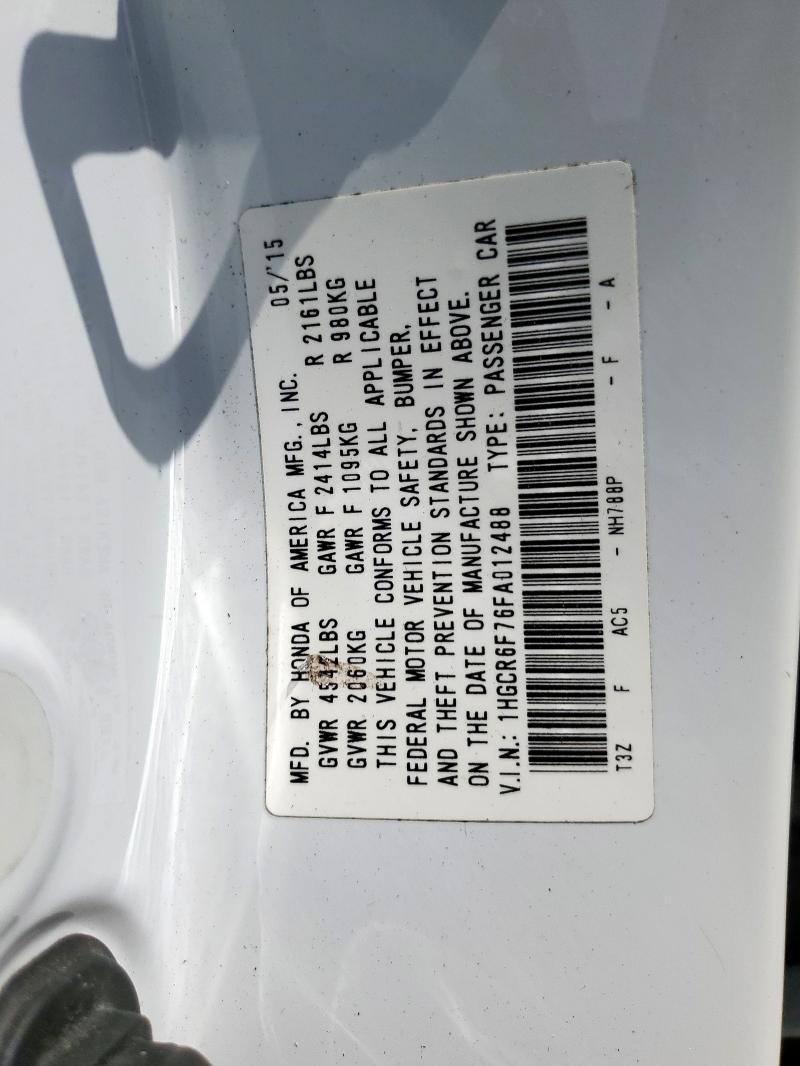 MFD. BY HONDA OF AMERICA MFG., INC. 05/'15
GVWR 4542LBS GAWR F 2414LBS R 2161LBS
GVWR 2060KG GAWR F 1095KG R 980KG
THIS VEHICLE CONFORMS TO ALL APPLICABLE
FEDERAL MOTOR VEHICLE SAFETY, BUMPER,
AND THEFT PREVENTION STANDARDS IN EFFECT
ON THE DATE OF MANUFACTURE SHOWN ABOVE.
V.I.N.: 1HGCR6F76FA012488 TYPE: PASSENGER CAR
T3Z F AC5 - NH788P - F - A